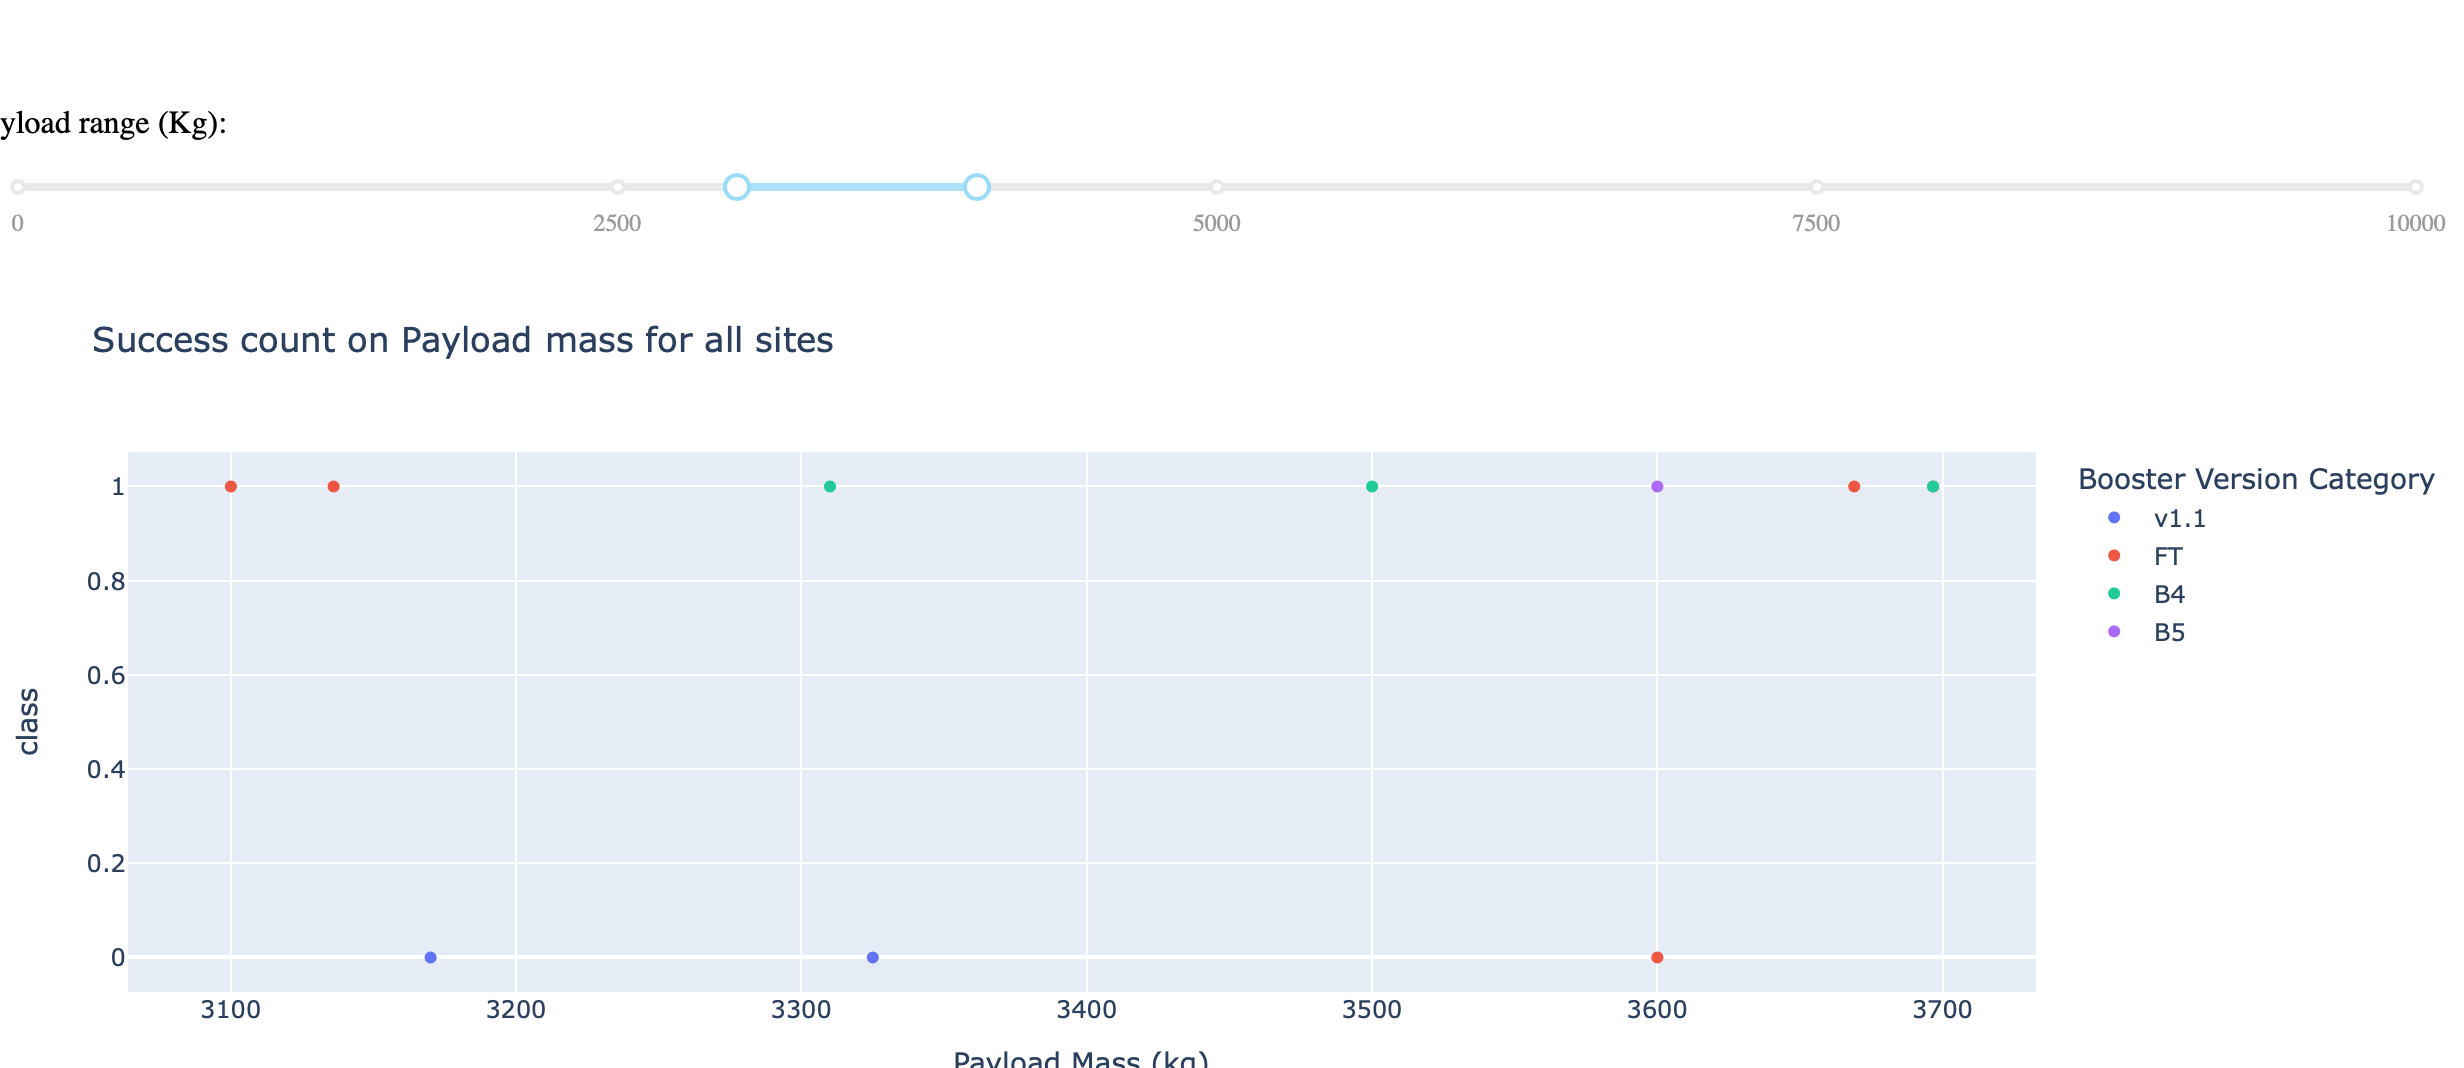 yload range (Kg):
0 2500 5000 7500 10000
Success count on Payload mass for all sites
Booster Version Category
v1.1
FT
B4
B5
class
1
0.8
0.6
0.4
0.2
0
3100 3200 3300 3400 3500 3600 3700
Payload Mass (kg)